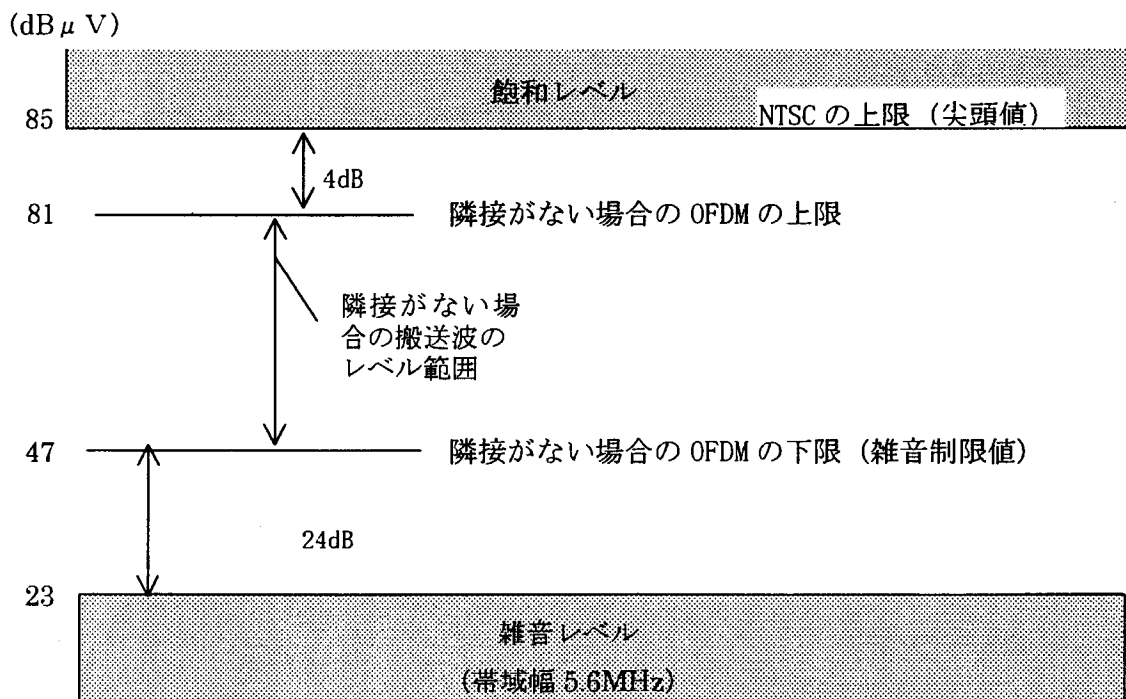 (dBμV)
飽和レベル
85
NTSC の上限（尖頭値）
4dB
81
隣接がない場合の OFDM の上限
隣接がない場
合の搬送波の
レベル範囲
47
隣接がない場合の OFDM の下限（雑音制限値）
24dB
23
雑音レベル
(帯域幅 5.6MHz)